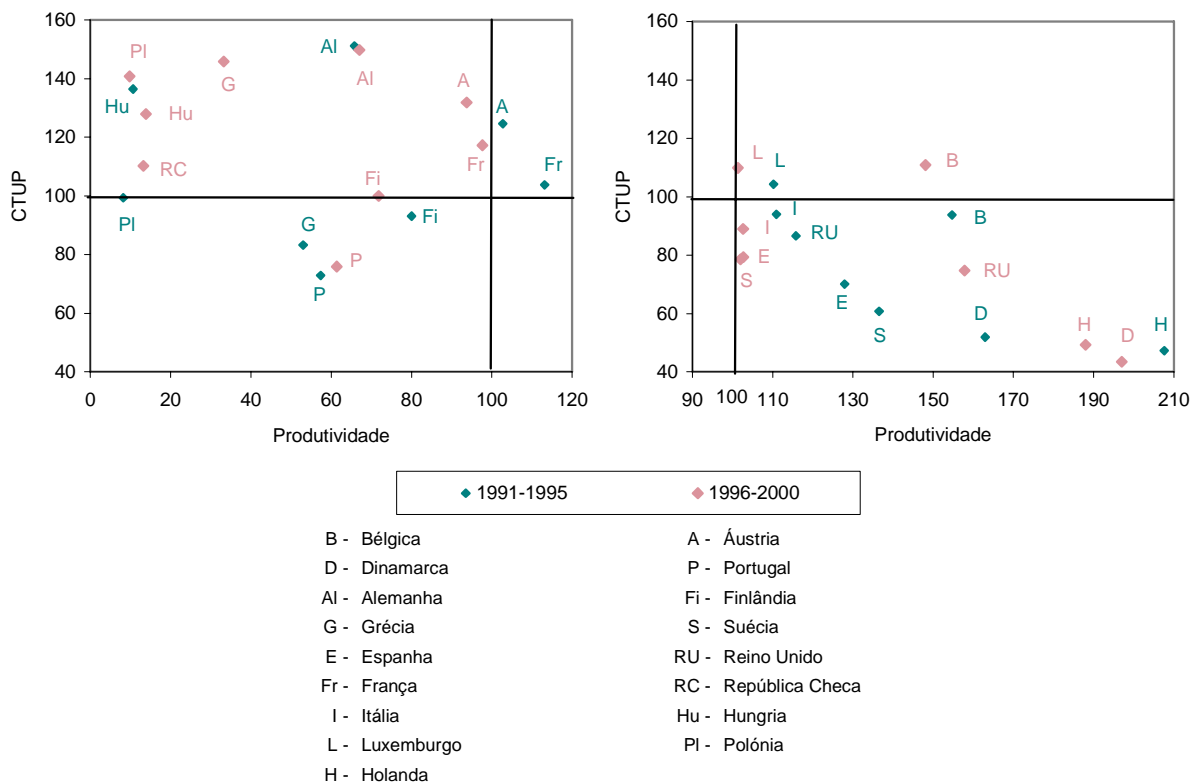 160
140
120
100
80
60
40
CTUP
0 20 40 60 80 100 120
Produtividade
Pl
Hu
Hu
RC
Pl
G
Al
Al
A
A
Fr
Fr
Fi
Fi
G
P
P
160
140
120
100
80
60
40
CTUP
90 100 110 130 150 170 190 210
Produtividade
L
L
B
I
I
RU
B
E
S
RU
E
S
D
H
D
H
1991-1995 1996-2000
B - Bélgica
D - Dinamarca
Al - Alemanha
G - Grécia
E - Espanha
Fr - França
I - Itália
L - Luxemburgo
H - Holanda
A - Áustria
P - Portugal
Fi - Finlândia
S - Suécia
RU - Reino Unido
RC - República Checa
Hu - Hungria
Pl - Polónia